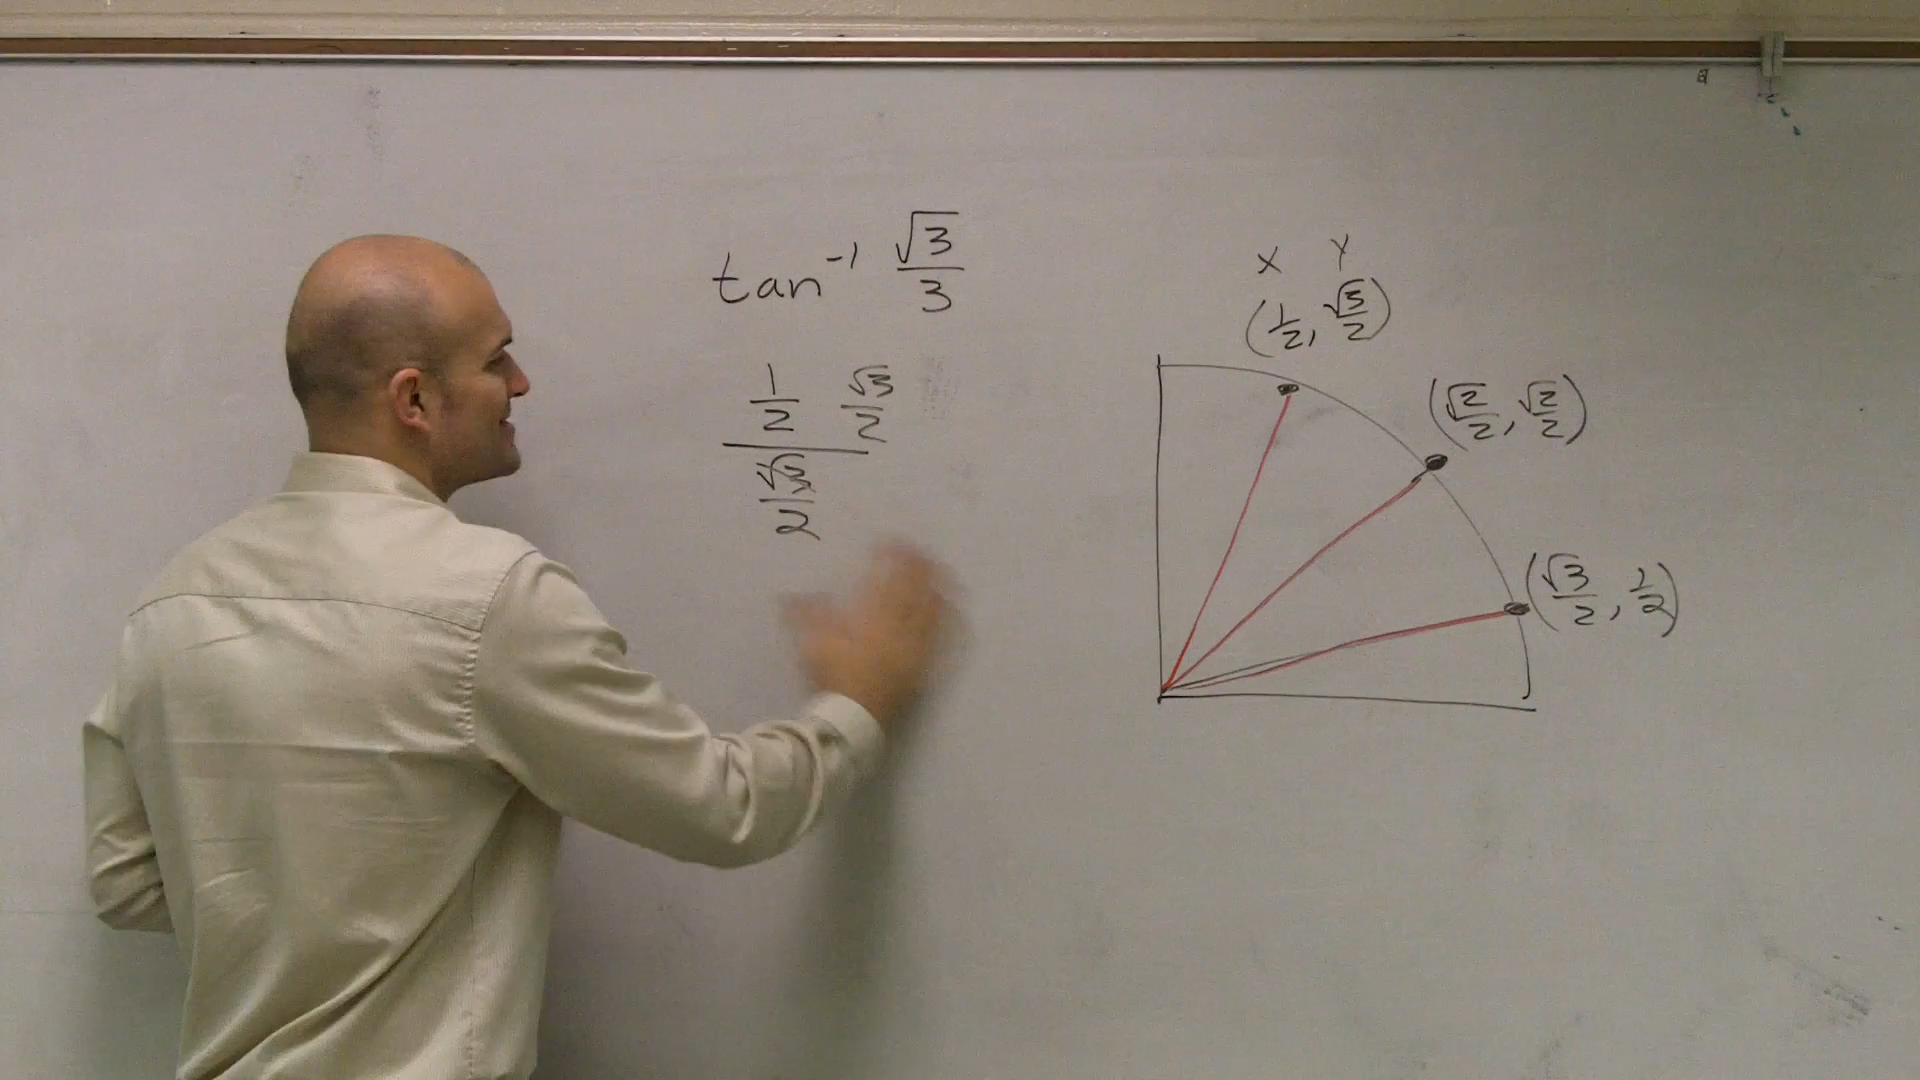 tan⁻¹ √3/3
1/2 √3/2
√3/2
X Y
(1/2, √3/2)
(√2/2, √2/2)
(√3/2, 1/2)